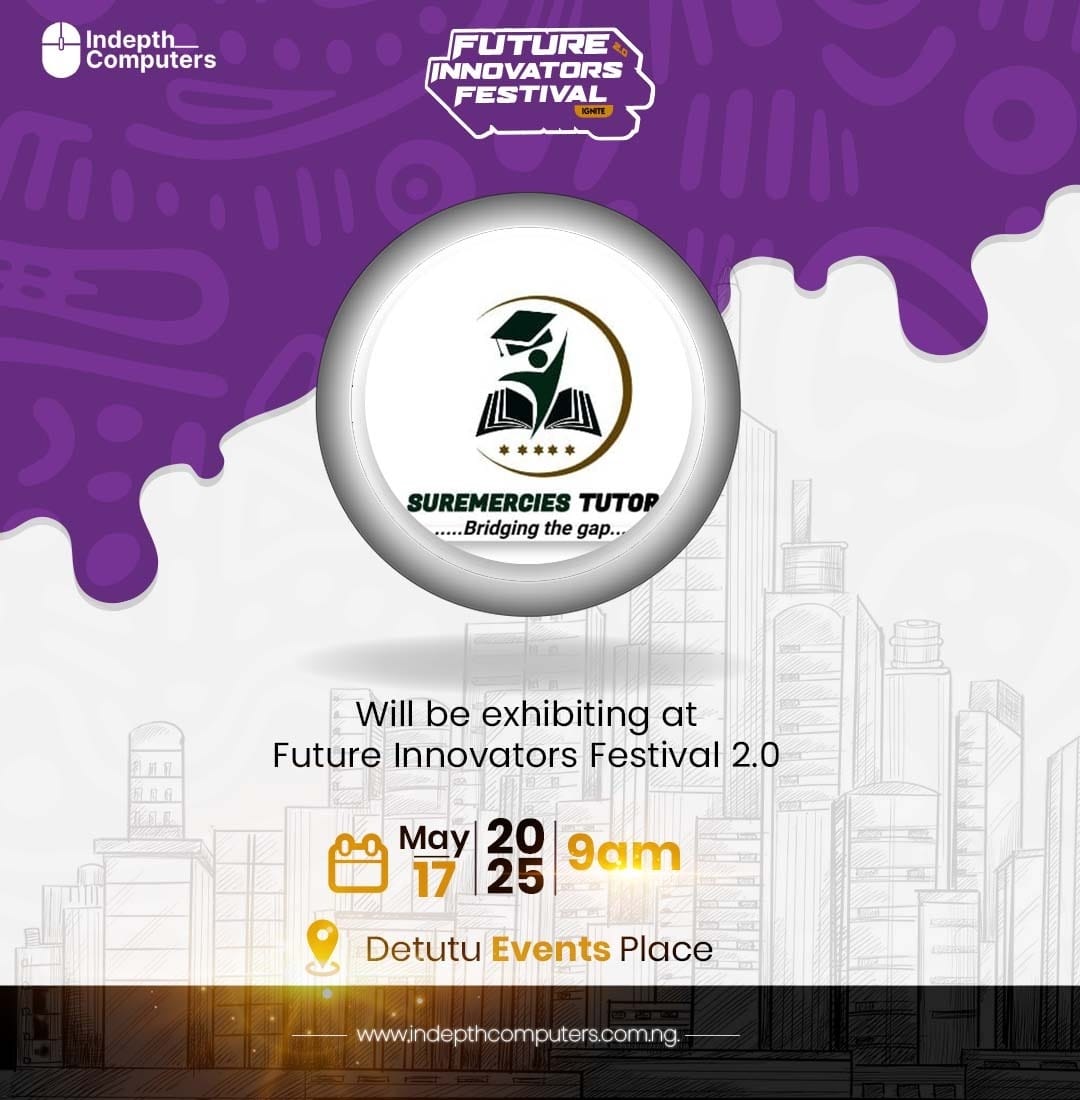 Indepth
Computers
FUTURE 2.0
INNOVATORS
FESTIVAL
IGNITE
SUREMERCIES TUTOR
.....Bridging the gap...
Will be exhibiting at
Future Innovators Festival 2.0
May
17
20
25
9am
Detutu Events Place
www.indepthcomputers.com.ng.